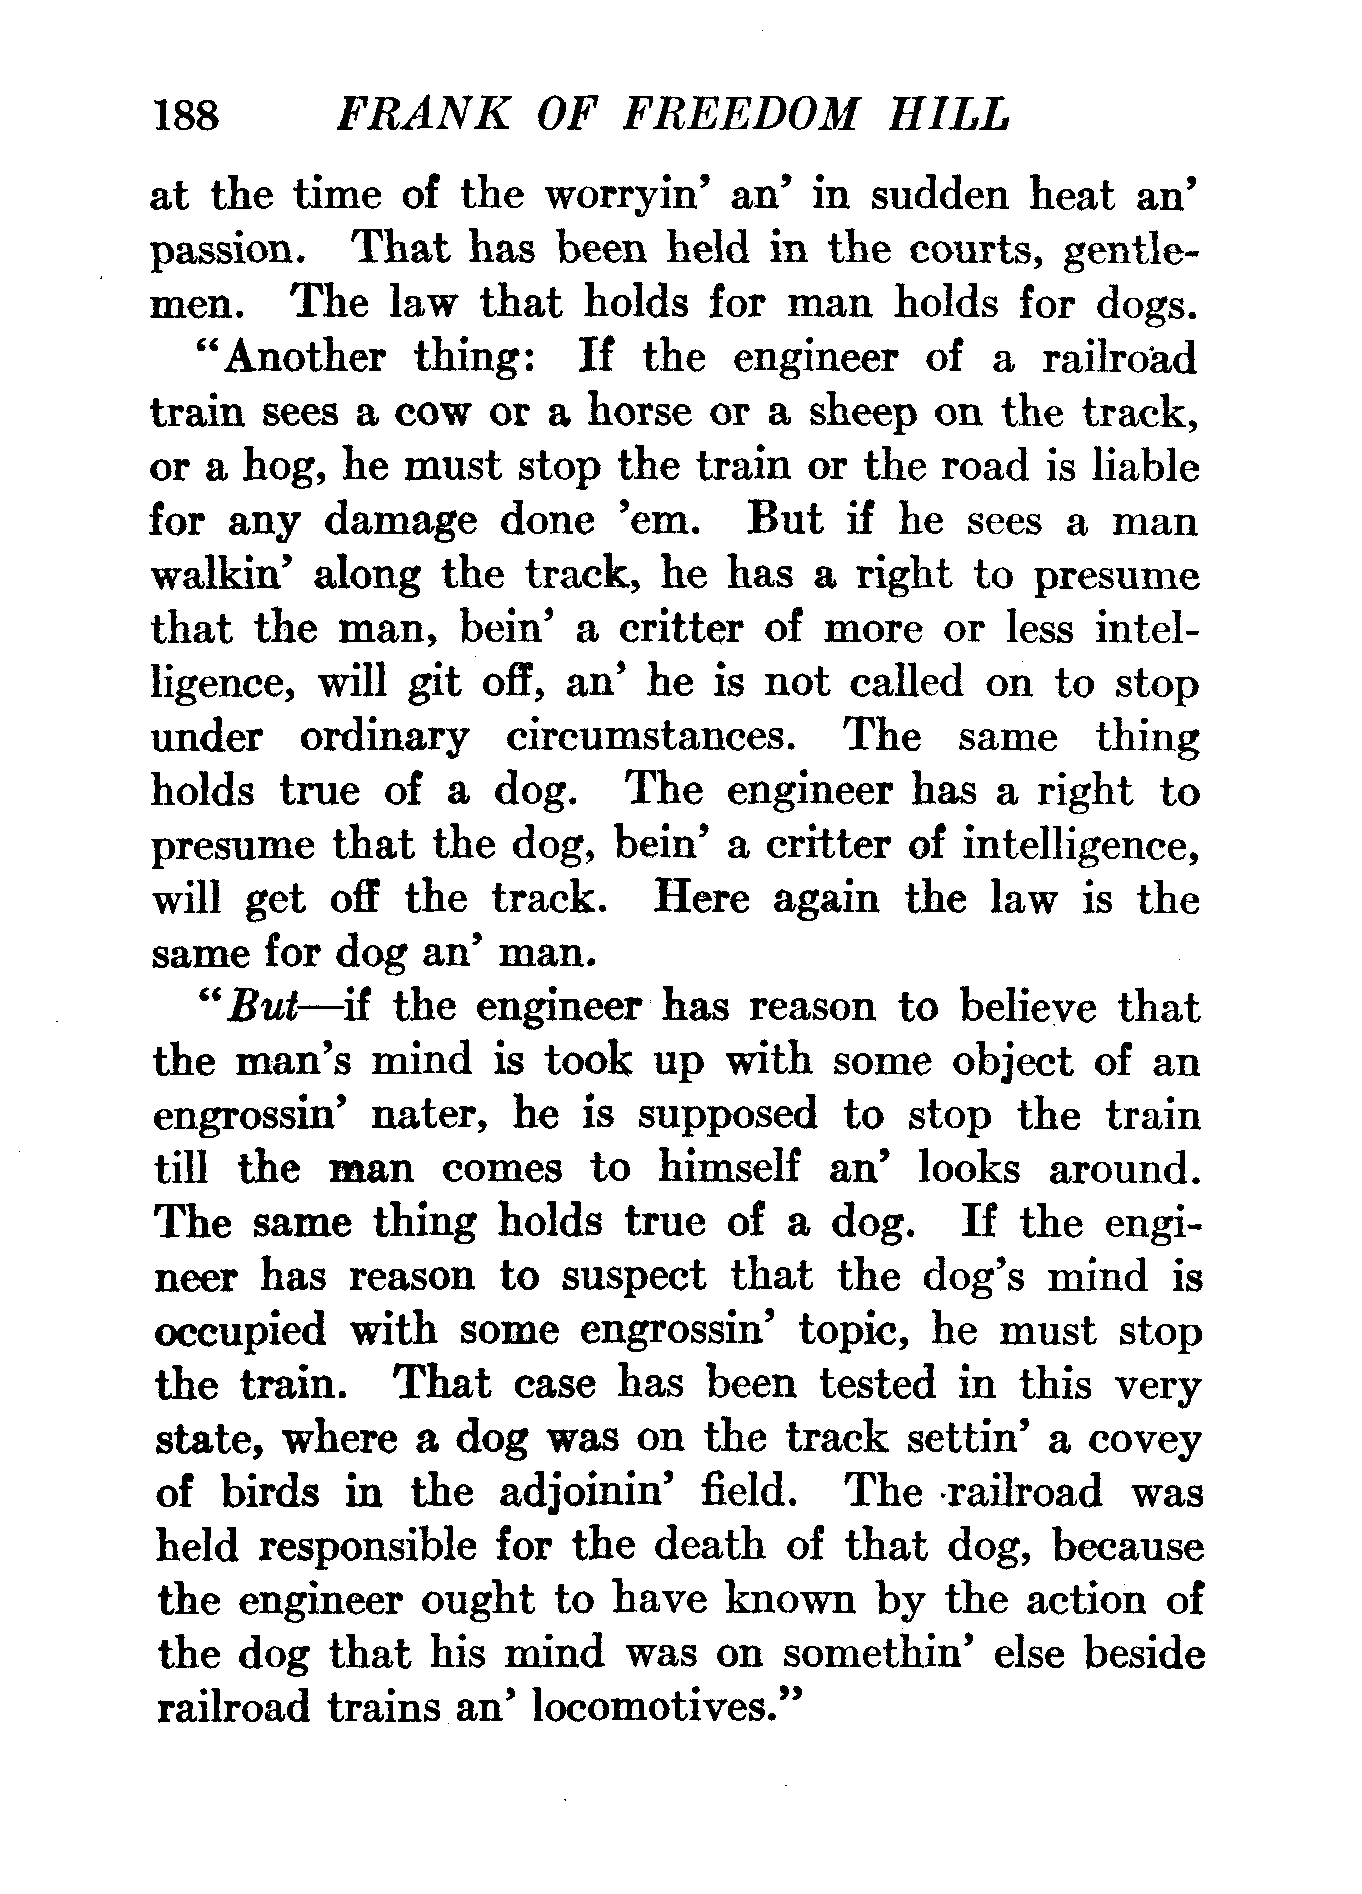 188 FRANK OF FREEDOM HILL
at the time of the worryin’ an’ in sudden heat an’
passion. That has been held in the courts, gentle-
men. The law that holds for man holds for dogs.
“Another thing: If the engineer of a railroad
train sees a cow or a horse or a sheep on the track,
or a hog, he must stop the train or the road is liable
for any damage done ’em. But if he sees a man
walkin’ along the track, he has a right to presume
that the man, bein’ a critter of more or less intel-
ligence, will git off, an’ he is not called on to stop
under ordinary circumstances. The same thing
holds true of a dog. The engineer has a right to
presume that the dog, bein’ a critter of intelligence,
will get off the track. Here again the law is the
same for dog an’ man.
“But—if the engineer has reason to believe that
the man’s mind is took up with some object of an
engrossin’ nater, he is supposed to stop the train
till the man comes to himself an’ looks around.
The same thing holds true of a dog. If the engi-
neer has reason to suspect that the dog’s mind is
occupied with some engrossin’ topic, he must stop
the train. That case has been tested in this very
state, where a dog was on the track settin’ a covey
of birds in the adjoinin’ field. The railroad was
held responsible for the death of that dog, because
the engineer ought to have known by the action of
the dog that his mind was on somethin’ else beside
railroad trains an’ locomotives.”